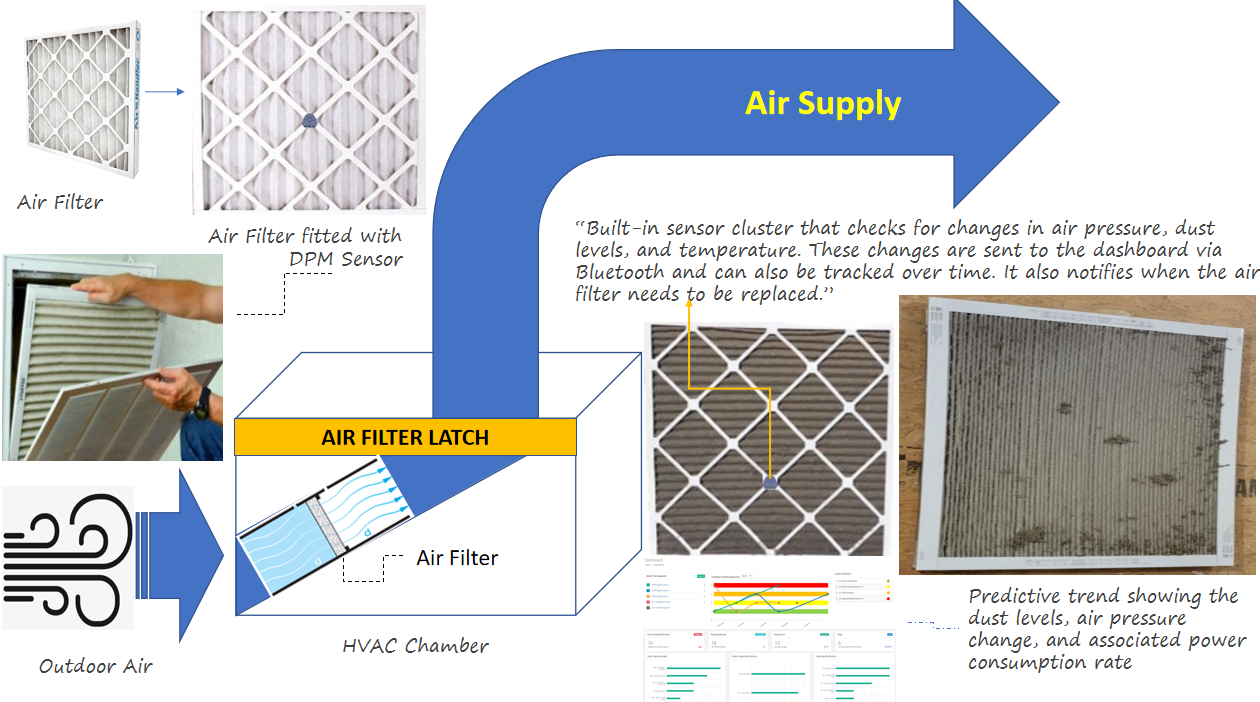 Air Supply
Air Filter
Air Filter fitted with
DPM Sensor
“Built-in sensor cluster that checks for changes in air pressure, dust
levels, and temperature. These changes are sent to the dashboard via
Bluetooth and can also be tracked over time. It also notifies when the air
filter needs to be replaced.”
AIR FILTER LATCH
Air Filter
HVAC Chamber
Outdoor Air
Predictive trend showing the
dust levels, air pressure
change, and associated power
consumption rate